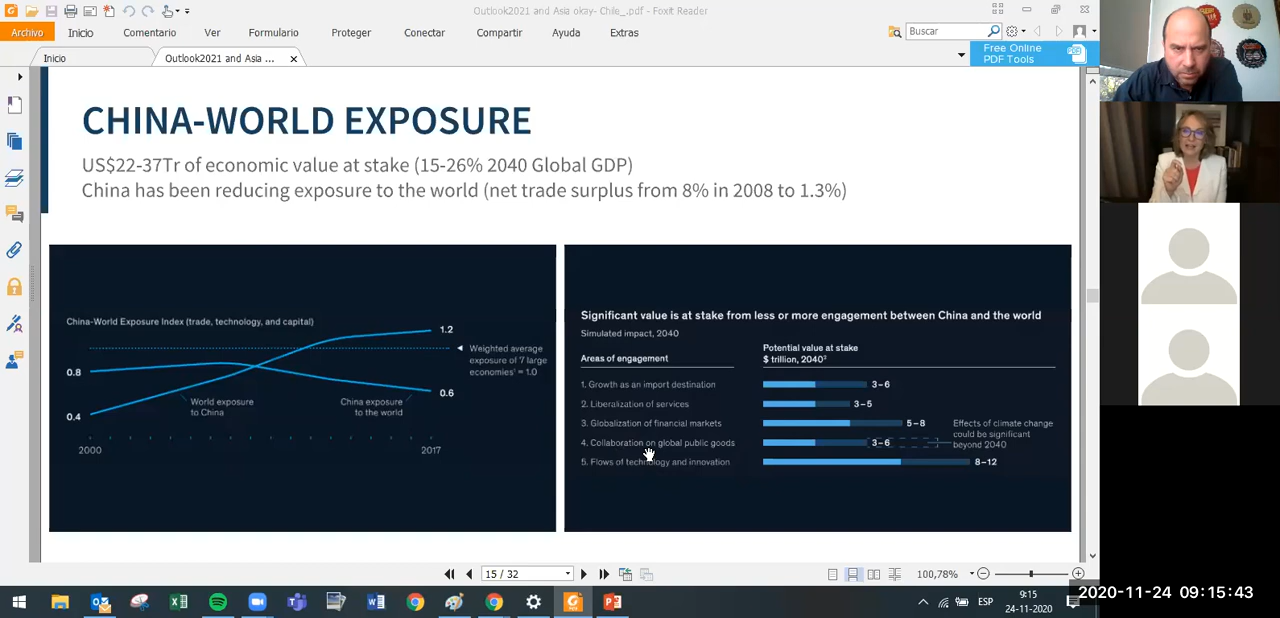 Outlook2021 and Asia okay- Chile_.pdf - Foxit Reader
Archivo Inicio Comentario Ver Formulario Proteger Conectar Compartir Ayuda Extras
Buscar
Inicio Outlook2021 and Asia ...
Free Online
PDF Tools
CHINA-WORLD EXPOSURE
US$22-37Tr of economic value at stake (15-26% 2040 Global GDP)
China has been reducing exposure to the world (net trade surplus from 8% in 2008 to 1.3%)
China-World Exposure Index (trade, technology, and capital)
1.2
Weighted average
exposure of 7 large
economies¹ = 1.0
0.8
0.6
0.4
World exposure
to China
China exposure
to the world
2000 2017
Significant value is at stake from less or more engagement between China and the world
Simulated impact, 2040
Areas of engagement
Potential value at stake
$ trillion, 2040²
1. Growth as an import destination 3–6
2. Liberalization of services 3–5
3. Globalization of financial markets 5–8
4. Collaboration on global public goods 3–6
Effects of climate change
could be significant
beyond 2040
5. Flows of technology and innovation 8–12
15 / 32
100,78%
ESP
9:15
24-11-2020
2020-11-24 09:15:43